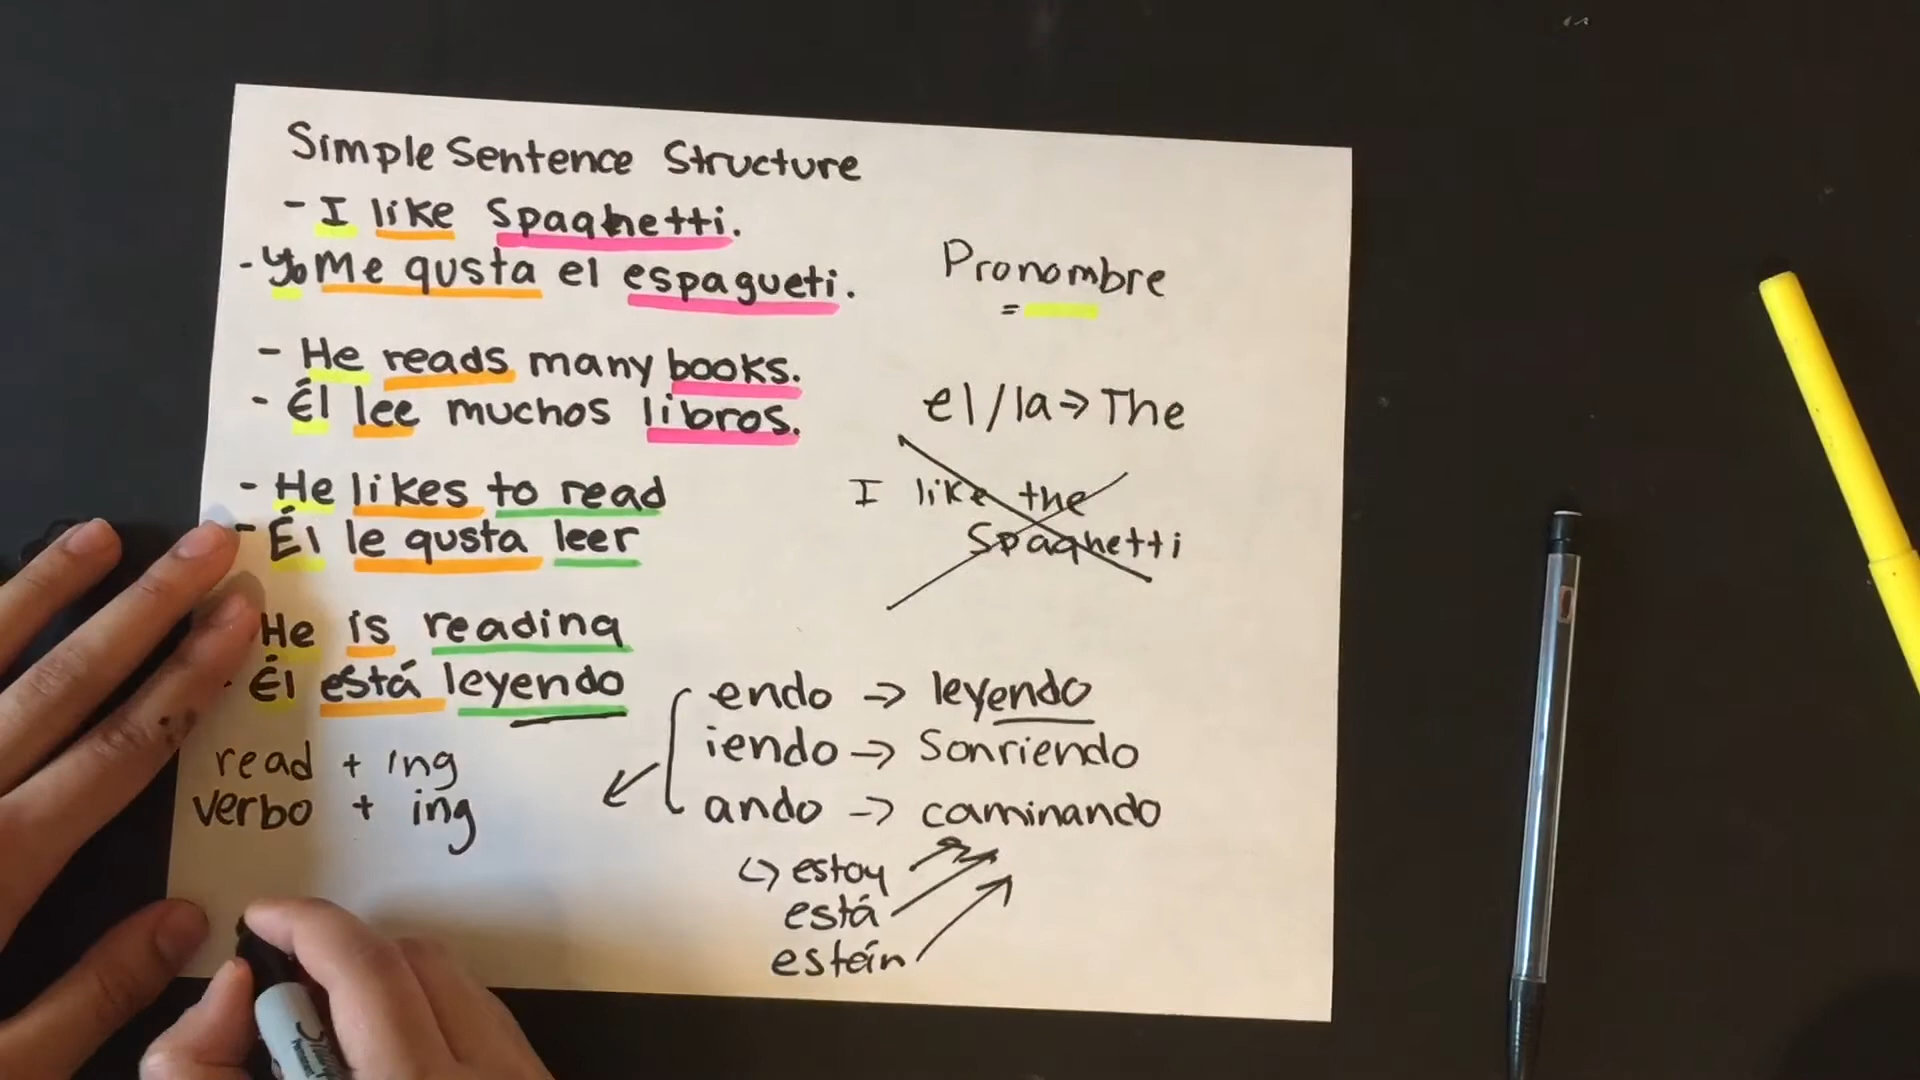 Simple Sentence Structure
- I like Spaghetti.
- Yo Me gusta el espagueti.
- He reads many books.
- Él lee muchos libros.
- He likes to read
- Él le gusta leer
He is reading
- Él está leyendo
read + ing
verbo + ing
Pronombre
=
el/la → The
I like the
Spaghetti
endo → leyendo
iendo → Sonriendo
ando → caminando
↪ estoy
está
están